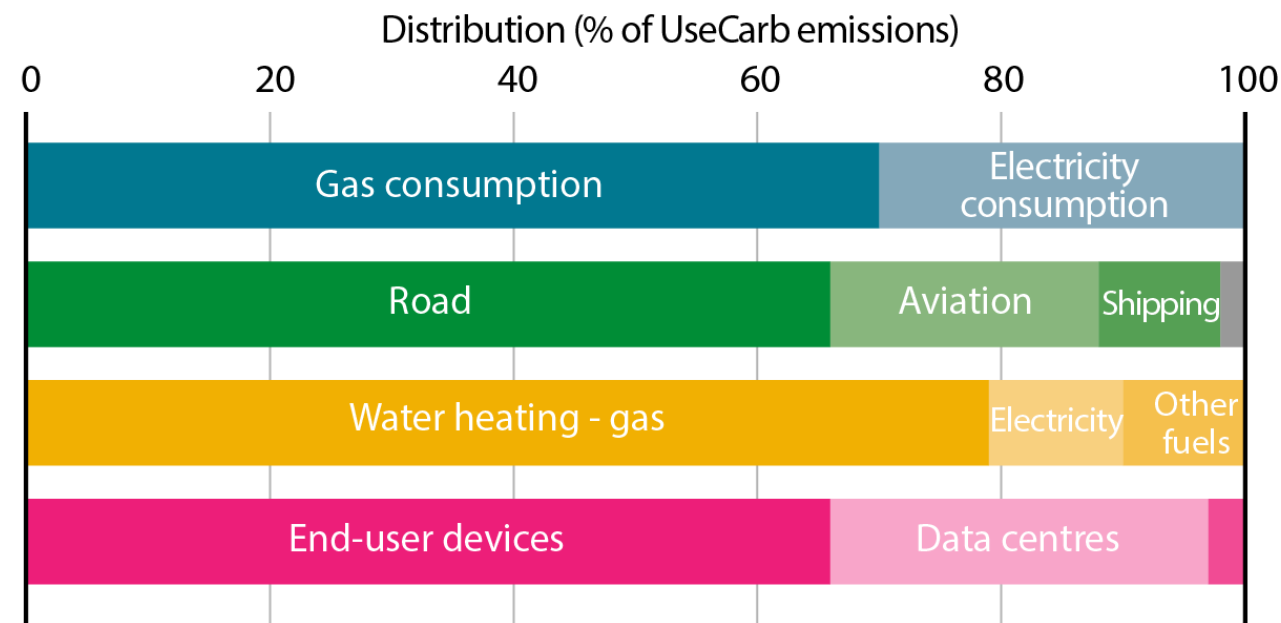 Distribution (% of UseCarb emissions)
0 20 40 60 80 100
Gas consumption
Electricity
consumption
Road Aviation Shipping
Water heating - gas Electricity
Other
fuels
End-user devices Data centres